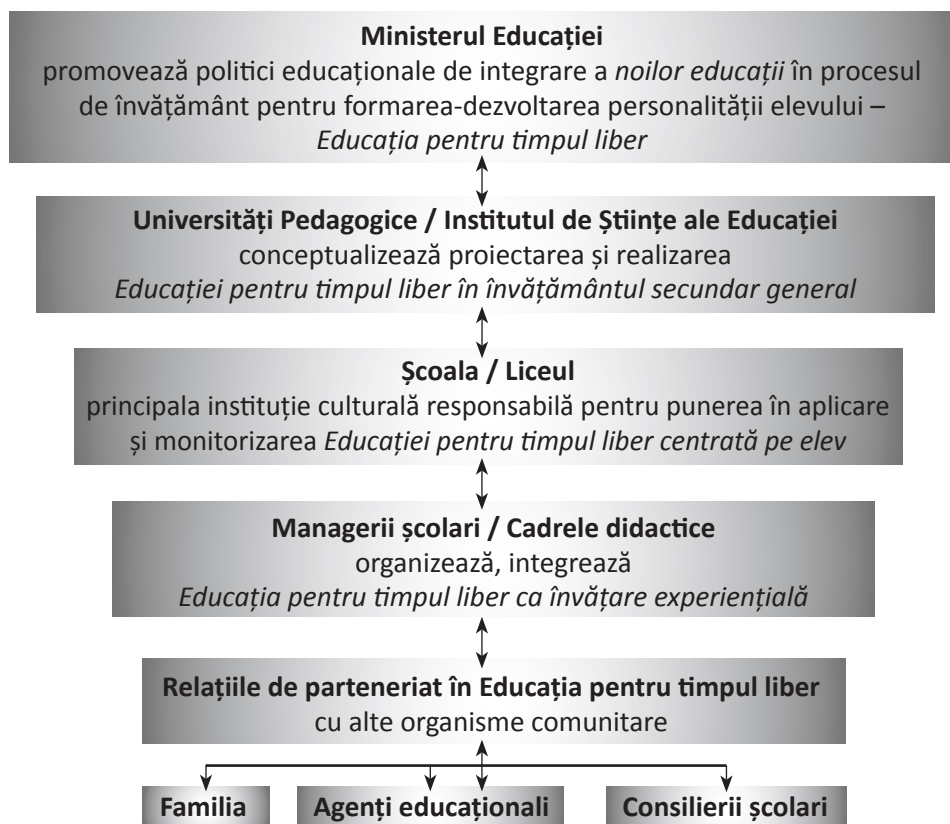 Ministerul Educației
promovează politici educaționale de integrare a noilor educații în procesul
de învățământ pentru formarea-dezvoltarea personalității elevului –
Educația pentru timpul liber
Universități Pedagogice / Institutul de Științe ale Educației
conceptualizează proiectarea și realizarea
Educației pentru timpul liber în învățământul secundar general
Școala / Liceul
principala instituție culturală responsabilă pentru punerea în aplicare
și monitorizarea Educației pentru timpul liber centrată pe elev
Managerii școlari / Cadrele didactice
organizează, integrează
Educația pentru timpul liber ca învățare experiențială
Relațiile de parteneriat în Educația pentru timpul liber
cu alte organisme comunitare
Familia
Agenți educaționali
Consilierii școlari